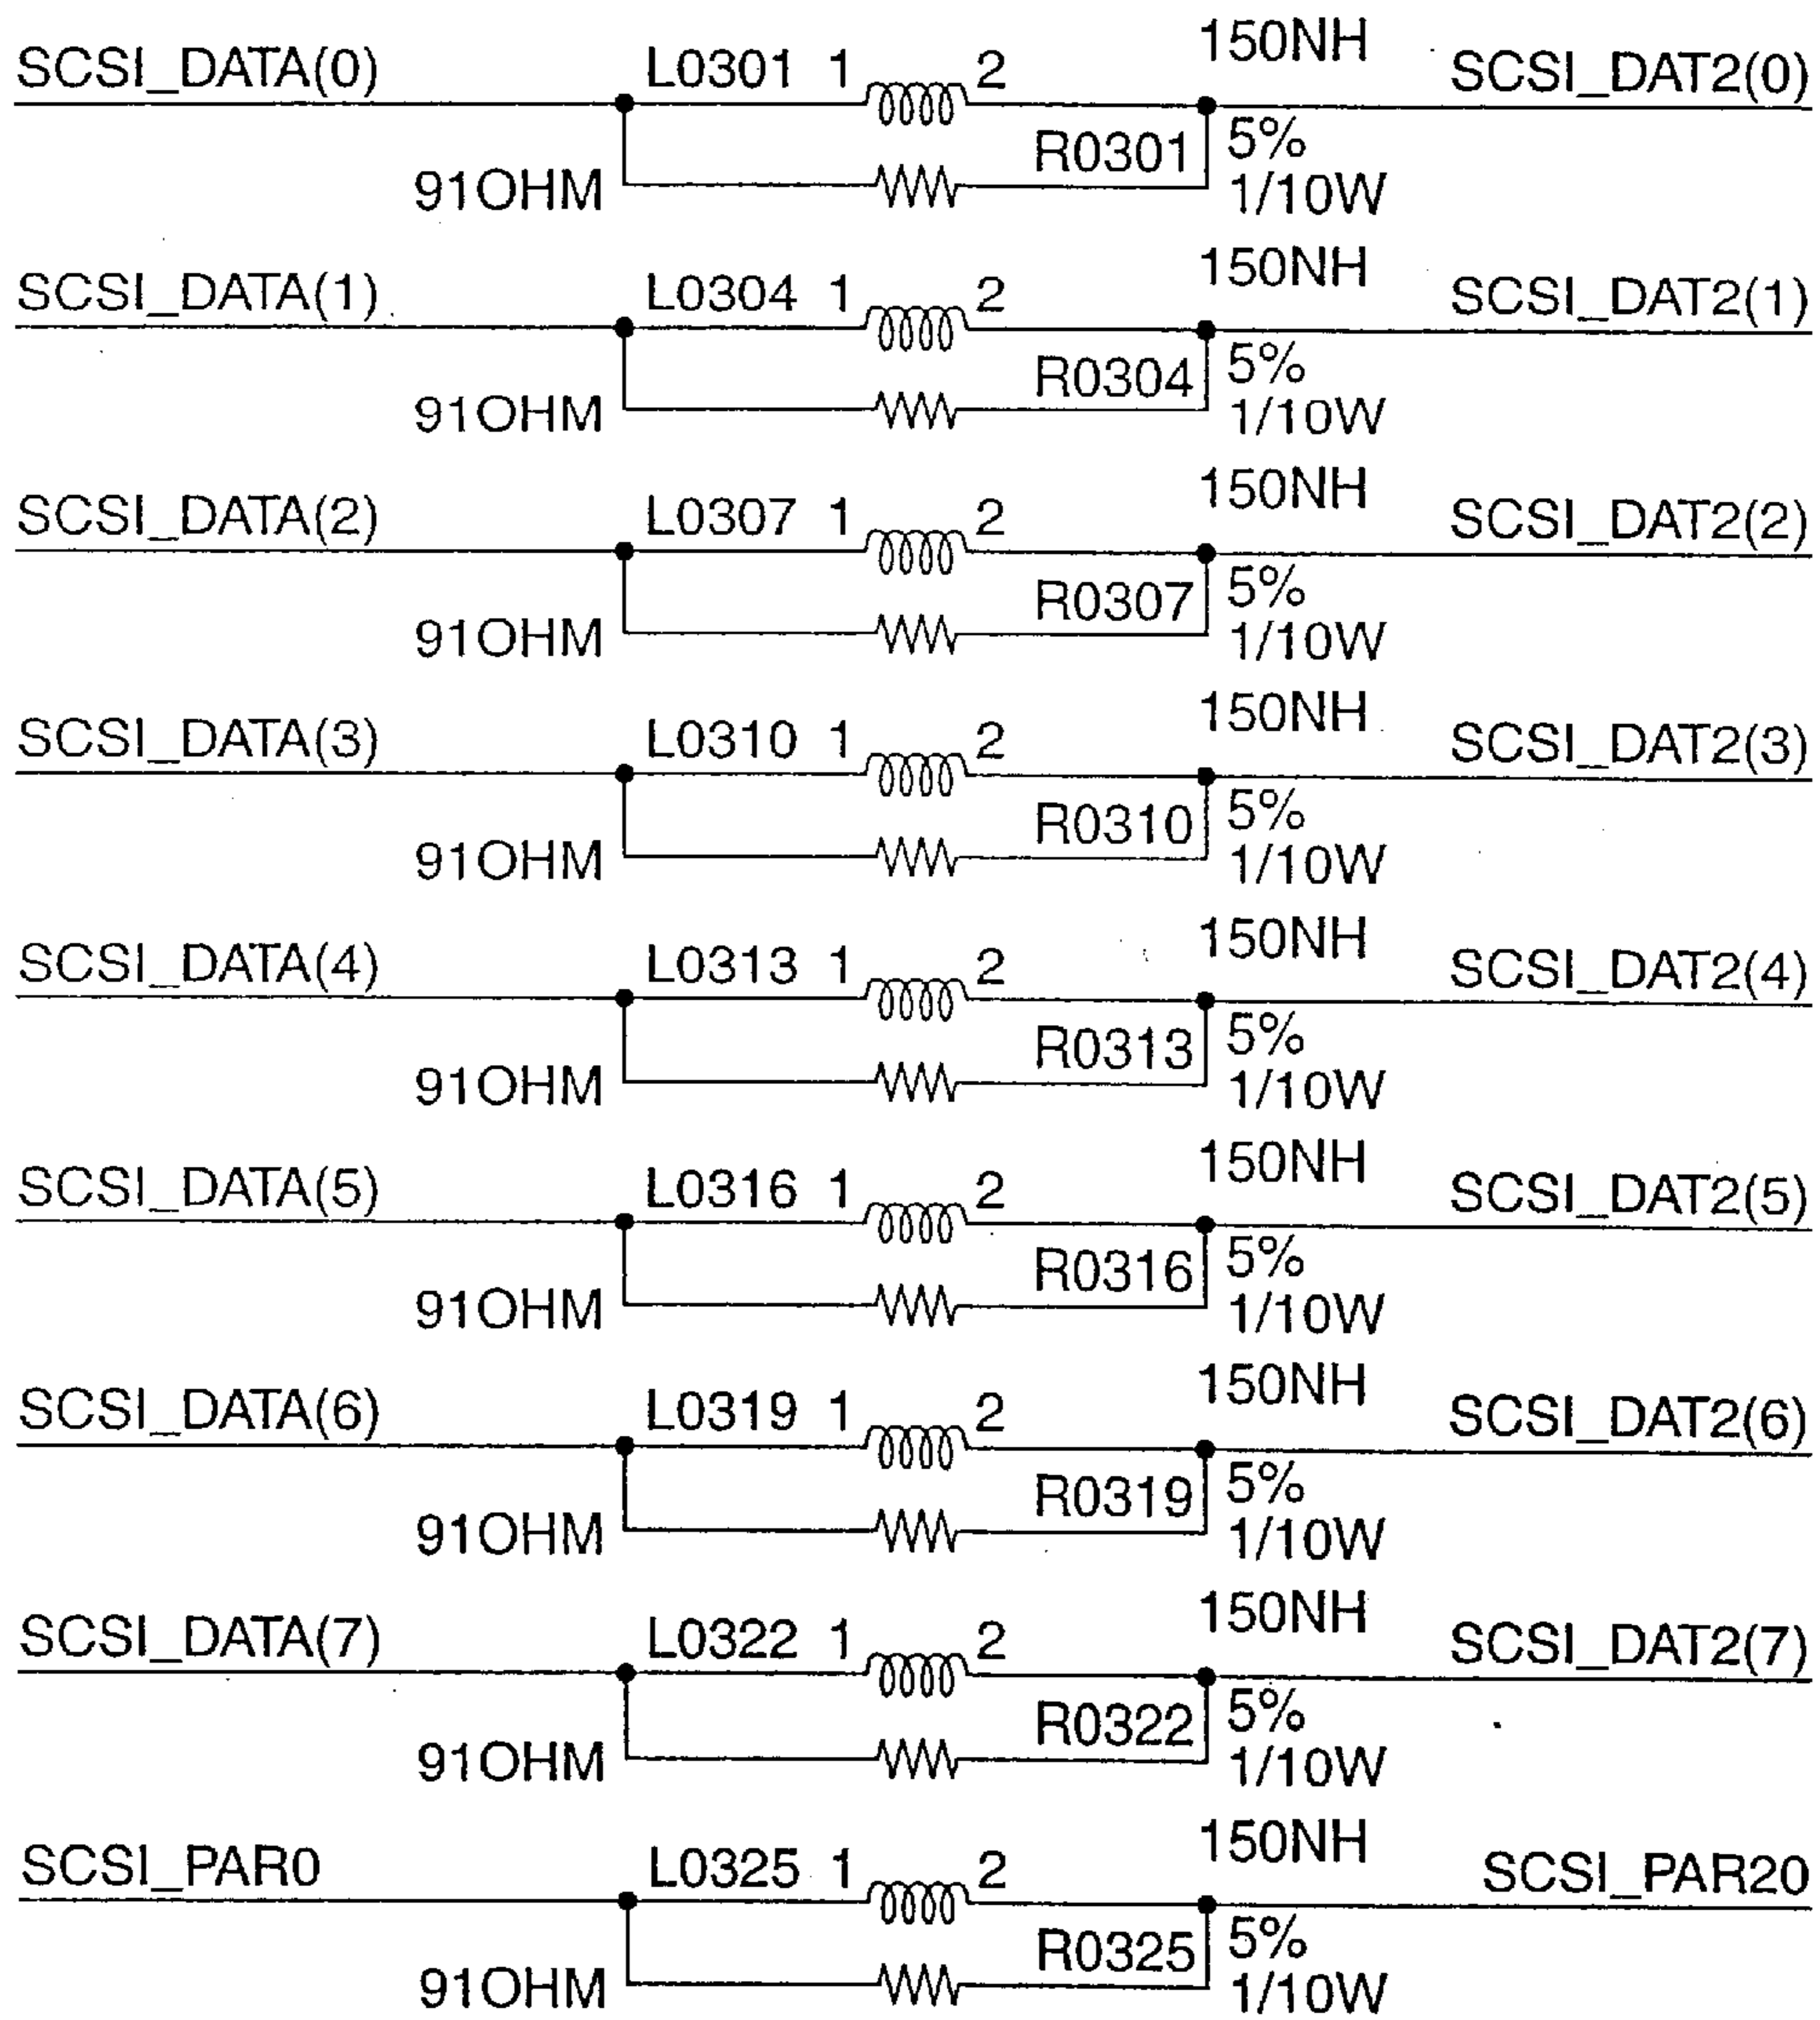 150NH
SCSI_DATA(0) L0301 1 2 SCSI_DAT2(0)
R0301 5%
91OHM 1/10W
150NH
SCSI_DATA(1) L0304 1 2 SCSI_DAT2(1)
R0304 5%
91OHM 1/10W
150NH
SCSI_DATA(2) L0307 1 2 SCSI_DAT2(2)
R0307 5%
91OHM 1/10W
150NH
SCSI_DATA(3) L0310 1 2 SCSI_DAT2(3)
R0310 5%
91OHM 1/10W
150NH
SCSI_DATA(4) L0313 1 2 SCSI_DAT2(4)
R0313 5%
91OHM 1/10W
150NH
SCSI_DATA(5) L0316 1 2 SCSI_DAT2(5)
R0316 5%
91OHM 1/10W
150NH
SCSI_DATA(6) L0319 1 2 SCSI_DAT2(6)
R0319 5%
91OHM 1/10W
150NH
SCSI_DATA(7) L0322 1 2 SCSI_DAT2(7)
R0322 5%
91OHM 1/10W
150NH
SCSI_PAR0 L0325 1 2 SCSI_PAR20
R0325 5%
91OHM 1/10W